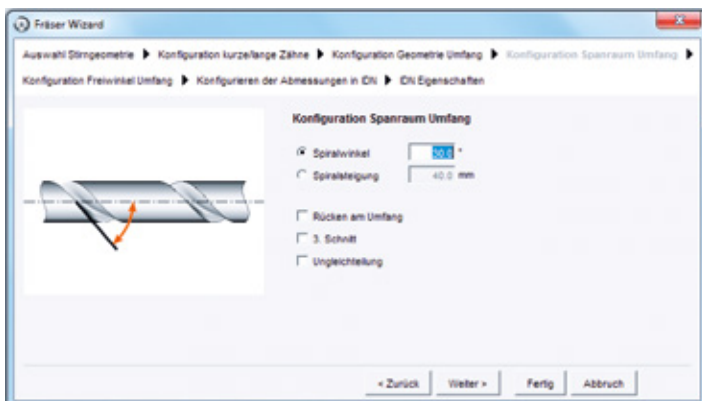 Fräser Wizard
Auswahl Stirngeometrie ▶ Konfiguration kurze/lange Zähne ▶ Konfiguration Geometrie Umfang ▶ Konfiguration Spanraum Umfang ▶
Konfiguration Freiwinkel Umfang ▶ Konfigurieren der Abmessungen in IDN ▶ IDN Eigenschaften
Konfiguration Spanraum Umfang
Spiralwinkel 30.0 °
Spiralsteigung 40.0 mm
Rücken am Umfang
3. Schnitt
Ungleichteilung
< Zurück Weiter > Fertig Abbruch